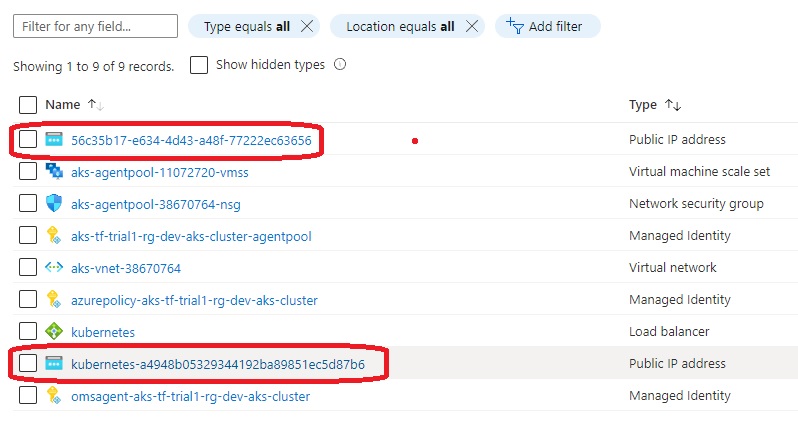 Filter for any field...
Type equals all
Location equals all
Add filter
Showing 1 to 9 of 9 records.
Show hidden types
Name
Type
56c35b17-e634-4d43-a48f-77222ec63656
Public IP address
aks-agentpool-11072720-vmss
Virtual machine scale set
aks-agentpool-38670764-nsg
Network security group
aks-tf-trial1-rg-dev-aks-cluster-agentpool
Managed Identity
aks-vnet-38670764
Virtual network
azurepolicy-aks-tf-trial1-rg-dev-aks-cluster
Managed Identity
kubernetes
Load balancer
kubernetes-a4948b05329344192ba89851ec5d87b6
Public IP address
omsagent-aks-tf-trial1-rg-dev-aks-cluster
Managed Identity